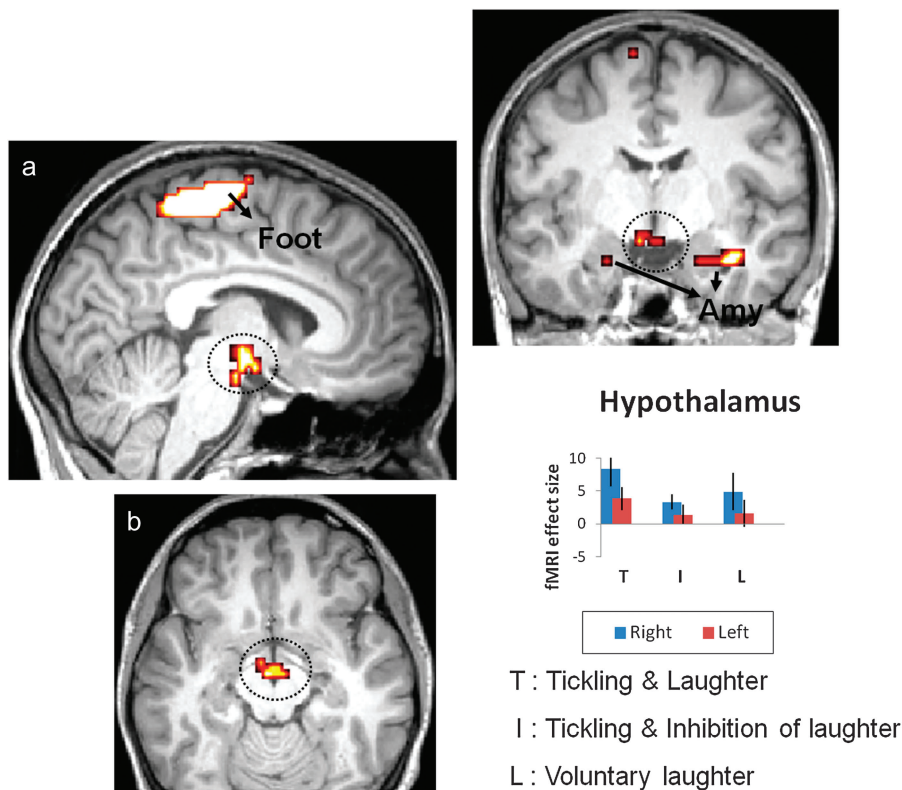 a
Foot
Amy
b
Hypothalamus
fMRI effect size
10
5
0
-5
T I L
Right Left
T : Tickling & Laughter
I : Tickling & Inhibition of laughter
L : Voluntary laughter